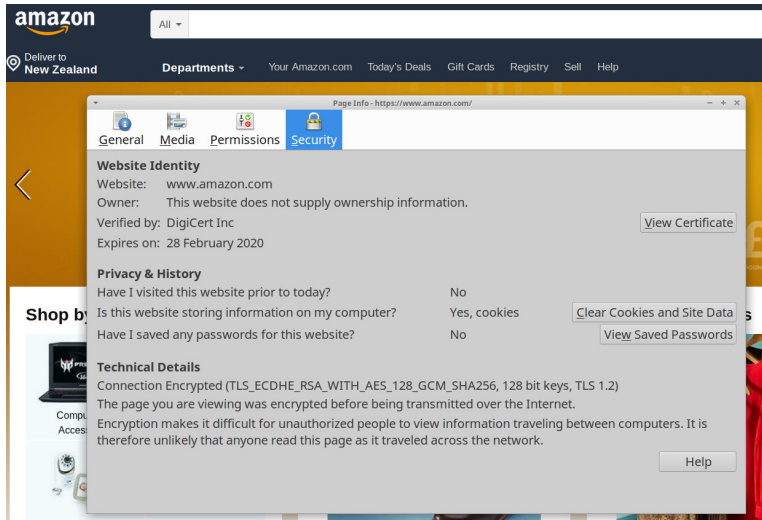 amazon
All
Deliver to
New Zealand
Departments
Your Amazon.com Today's Deals Gift Cards Registry Sell Help
Page Info - https://www.amazon.com/
General Media Permissions Security
Website Identity
Website: www.amazon.com
Owner: This website does not supply ownership information.
Verified by: DigiCert Inc
View Certificate
Expires on: 28 February 2020
Privacy & History
Have I visited this website prior to today? No
Is this website storing information on my computer? Yes, cookies
Clear Cookies and Site Data
Have I saved any passwords for this website? No
View Saved Passwords
Technical Details
Connection Encrypted (TLS_ECDHE_RSA_WITH_AES_128_GCM_SHA256, 128 bit keys, TLS 1.2)
The page you are viewing was encrypted before being transmitted over the Internet.
Encryption makes it difficult for unauthorized people to view information traveling between computers. It is
therefore unlikely that anyone read this page as it traveled across the network.
Help
Shop b